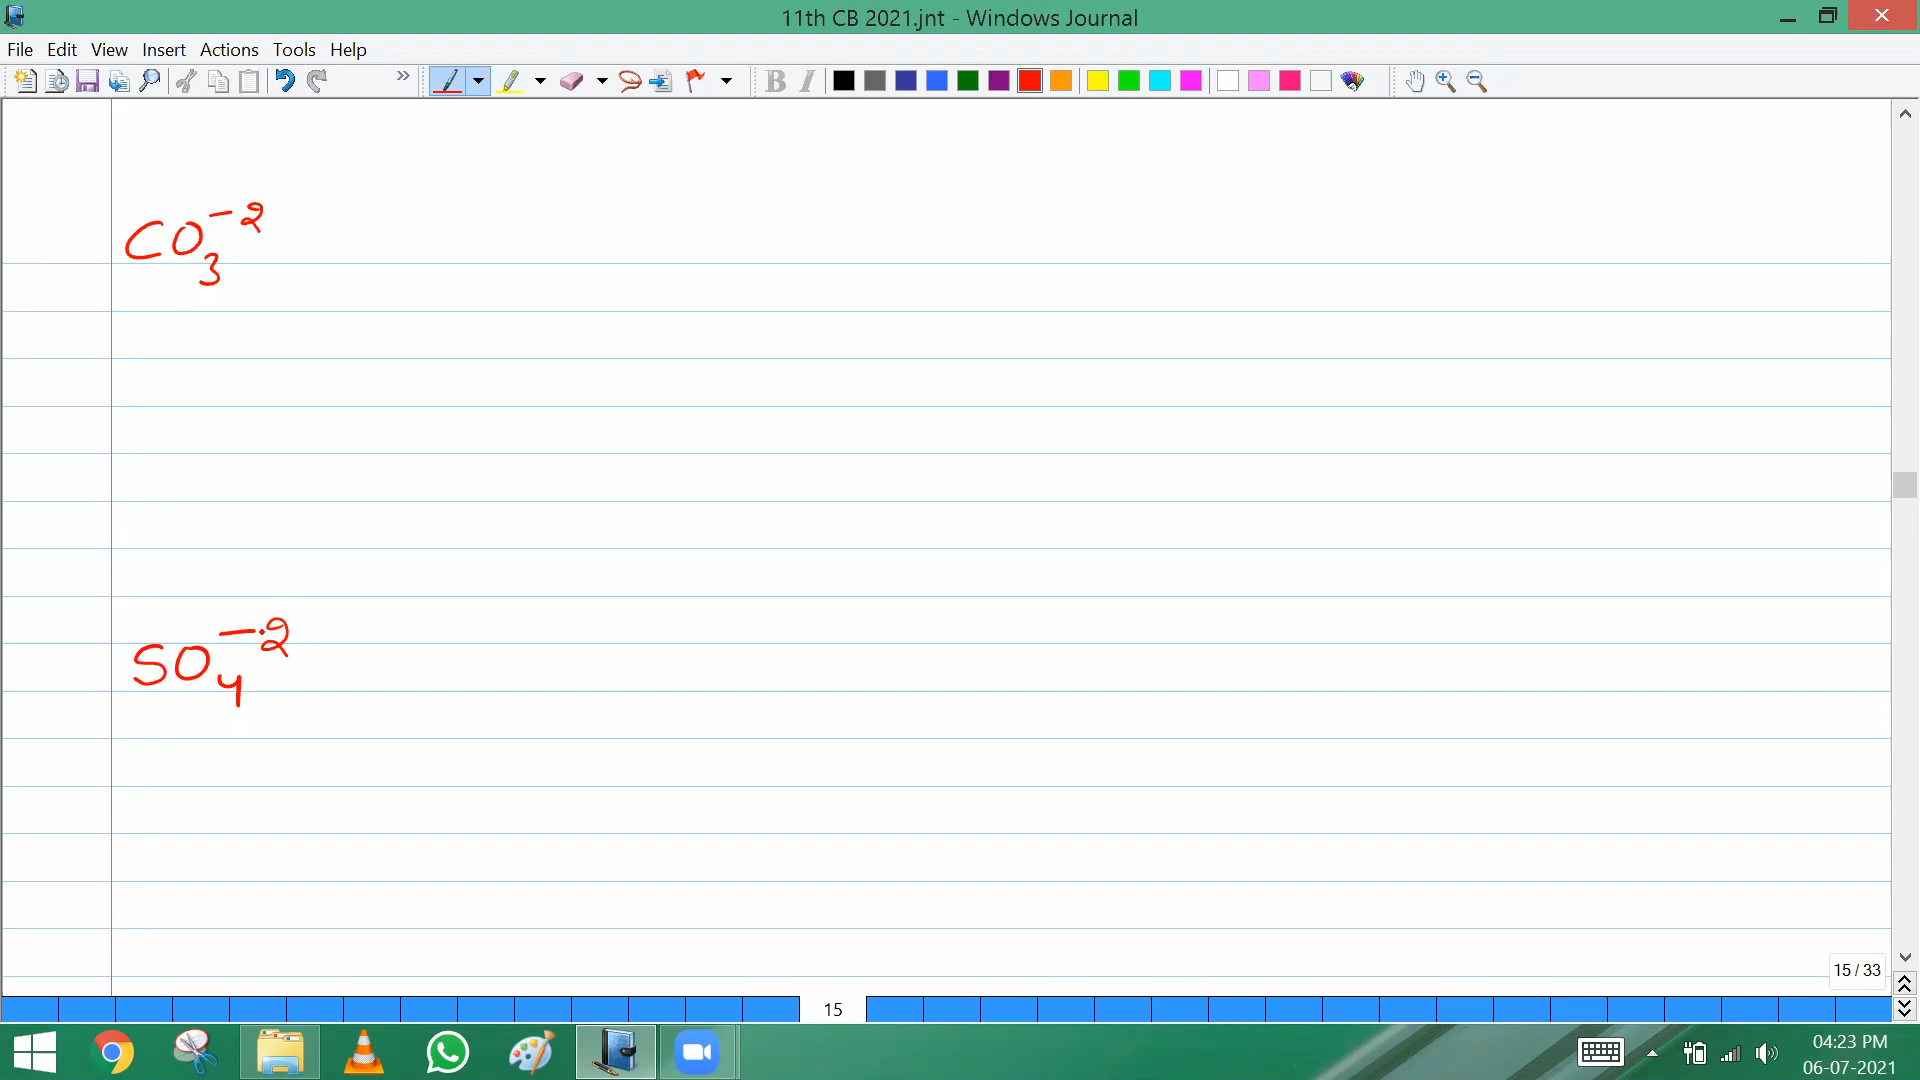 11th CB 2021.jnt - Windows Journal
File Edit View Insert Actions Tools Help
CO₃⁻²
SO₄⁻²
15 / 33
15
04:23 PM
06-07-2021